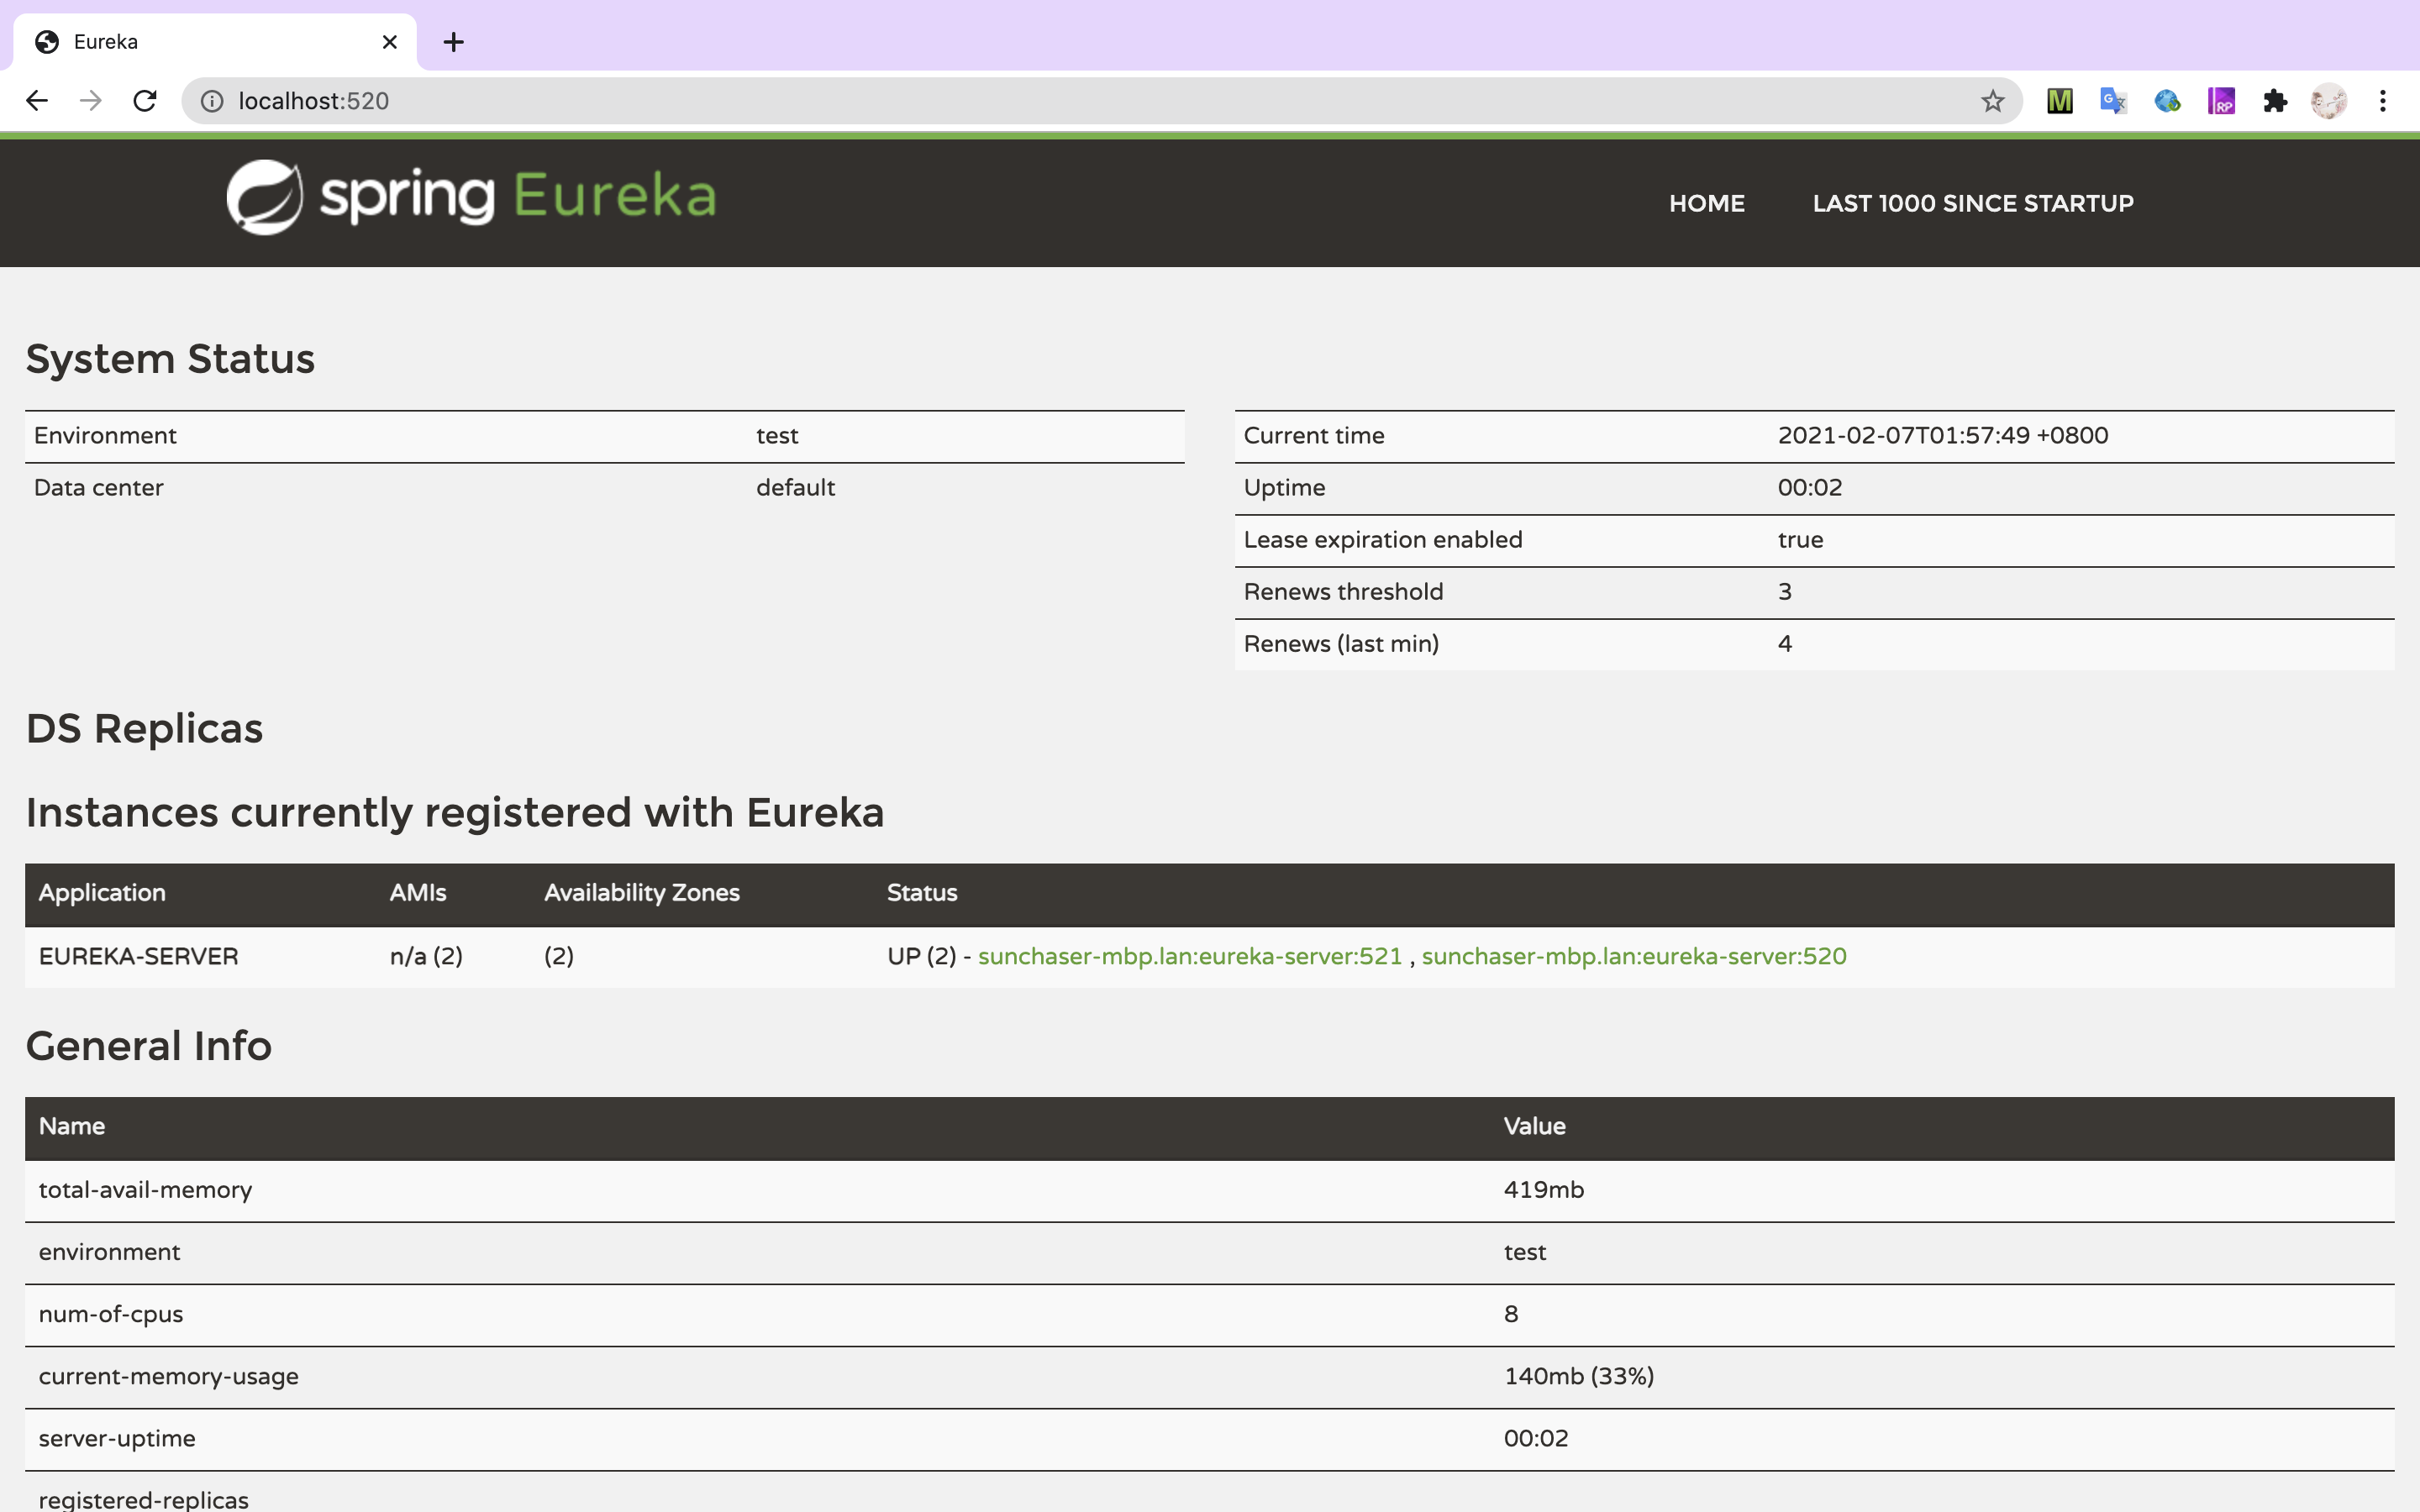 Eureka
localhost:520
spring Eureka
HOME LAST 1000 SINCE STARTUP
System Status
Environment test
Data center default
Current time 2021-02-07T01:57:49 +0800
Uptime 00:02
Lease expiration enabled true
Renews threshold 3
Renews (last min) 4
DS Replicas
Instances currently registered with Eureka
Application AMIs Availability Zones Status
EUREKA-SERVER n/a (2) (2) UP (2) - sunchaser-mbp.lan:eureka-server:521 , sunchaser-mbp.lan:eureka-server:520
General Info
Name Value
total-avail-memory 419mb
environment test
num-of-cpus 8
current-memory-usage 140mb (33%)
server-uptime 00:02
registered-replicas